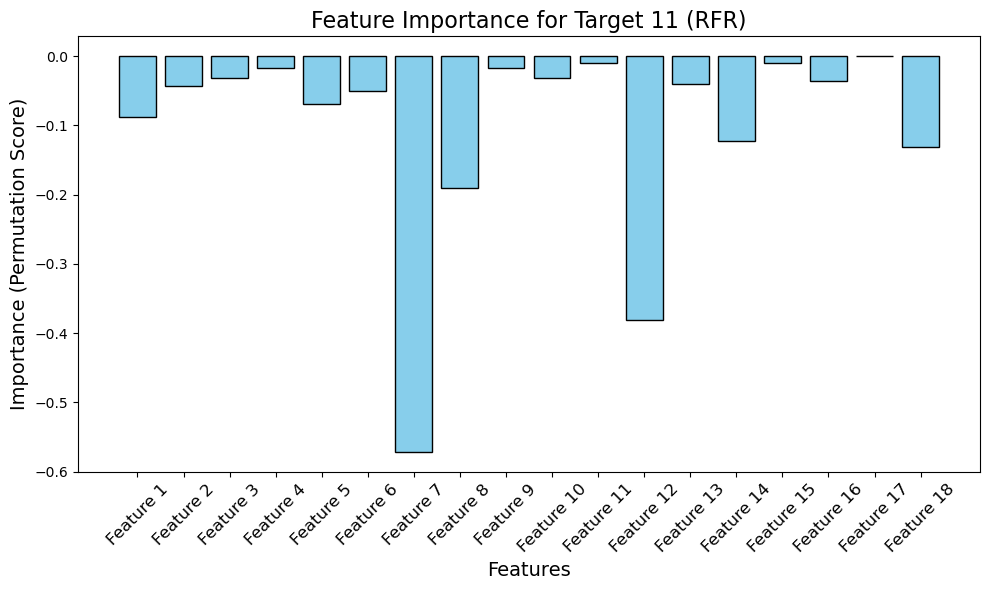 Feature Importance for Target 11 (RFR)
Importance (Permutation Score)
0.0
−0.1
−0.2
−0.3
−0.4
−0.5
−0.6
Feature 1
Feature 2
Feature 3
Feature 4
Feature 5
Feature 6
Feature 7
Feature 8
Feature 9
Feature 10
Feature 11
Feature 12
Feature 13
Feature 14
Feature 15
Feature 16
Feature 17
Feature 18
Features